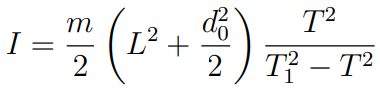 $I = \frac{m}{2} \left( L^2 + \frac{d_0^2}{2} \right) \frac{T^2}{T_1^2 - T^2}$